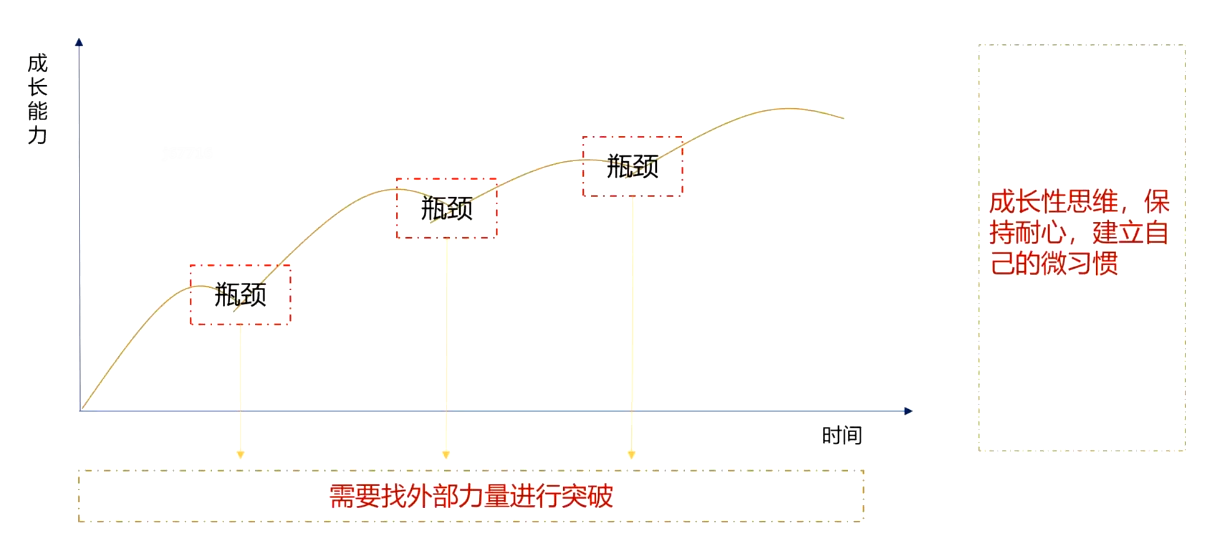 成长能力
瓶颈
瓶颈
瓶颈
时间
需要找外部力量进行突破
成长性思维，保
持耐心，建立自
己的微习惯